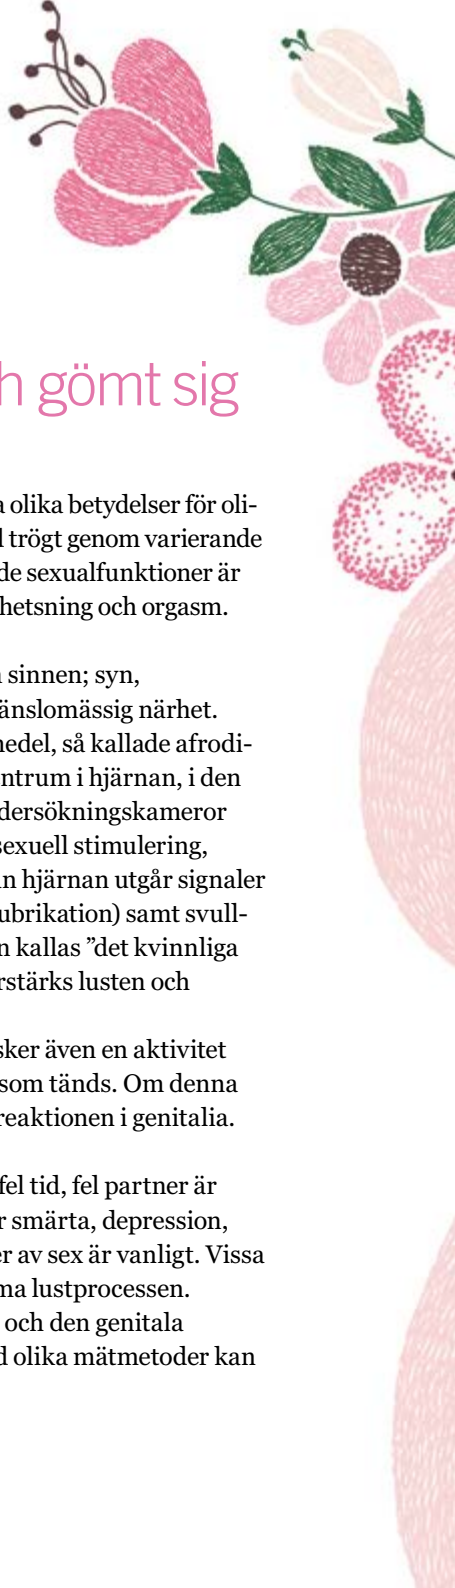 h gömt sig
a olika betydelser för oli-
l trögt genom varierande
de sexualfunktioner är
hetsning och orgasm.
n sinnen; syn,
änslomässig närhet.
nedel, så kallade afrodi-
entrum i hjärnan, i den
dersökningskameror
sexuell stimulering,
ån hjärnan utgår signaler
ubrikation) samt svull-
n kallas ”det kvinnliga
rstärks lusten och
sker även en aktivitet
som tänds. Om denna
reaktionen i genitalia.
fel tid, fel partner är
r smärta, depression,
er av sex är vanligt. Vissa
ma lustprocessen.
och den genitala
d olika mätmetoder kan